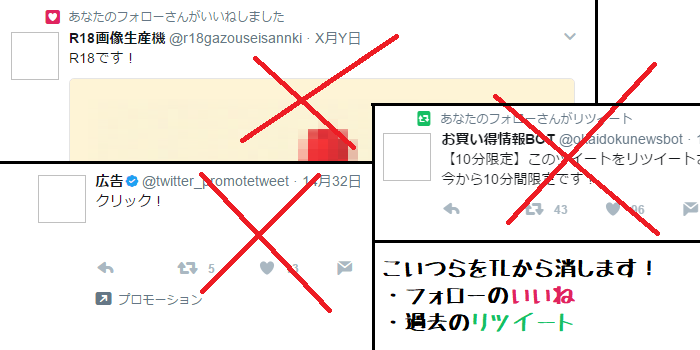 あなたのフォローさんがいいねしました
R18画像生産機 @r18gazouseisannki · X月Y日
R18です！
あなたのフォローさんがリツイート
お買い得情報BOT @okaidokunewsbot · 1
【10分限定】このツイートをリツイートさ
今から10分間限定です！
43 96
広告 @twitter_promotetweet · 14月32日
クリック！
5
プロモーション
こいつらをTLから消します！
・フォローのいいね
・過去のリツイート